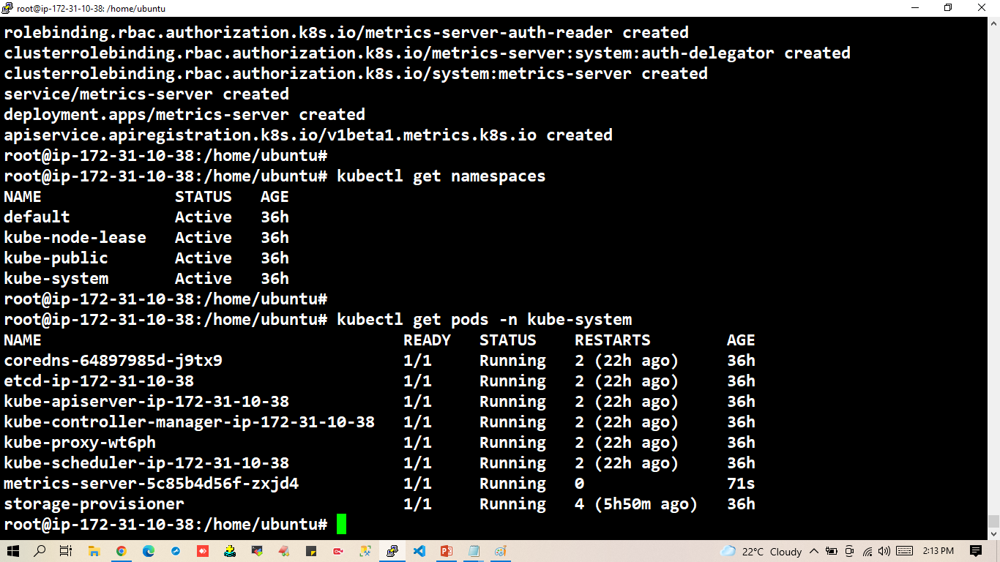 root@ip-172-31-10-38: /home/ubuntu
rolebinding.rbac.authorization.k8s.io/metrics-server-auth-reader created
clusterrolebinding.rbac.authorization.k8s.io/metrics-server:system:auth-delegator created
clusterrolebinding.rbac.authorization.k8s.io/system:metrics-server created
service/metrics-server created
deployment.apps/metrics-server created
apiservice.apiregistration.k8s.io/v1beta1.metrics.k8s.io created
root@ip-172-31-10-38:/home/ubuntu#
root@ip-172-31-10-38:/home/ubuntu# kubectl get namespaces
NAME              STATUS   AGE
default           Active   36h
kube-node-lease   Active   36h
kube-public       Active   36h
kube-system       Active   36h
root@ip-172-31-10-38:/home/ubuntu#
root@ip-172-31-10-38:/home/ubuntu# kubectl get pods -n kube-system
NAME                                      READY   STATUS    RESTARTS        AGE
coredns-64897985d-j9tx9                   1/1     Running   2 (22h ago)     36h
etcd-ip-172-31-10-38                      1/1     Running   2 (22h ago)     36h
kube-apiserver-ip-172-31-10-38            1/1     Running   2 (22h ago)     36h
kube-controller-manager-ip-172-31-10-38   1/1     Running   2 (22h ago)     36h
kube-proxy-wt6ph                          1/1     Running   2 (22h ago)     36h
kube-scheduler-ip-172-31-10-38            1/1     Running   2 (22h ago)     36h
metrics-server-5c85b4d56f-zxjd4           1/1     Running   0               71s
storage-provisioner                       1/1     Running   4 (5h50m ago)   36h
root@ip-172-31-10-38:/home/ubuntu#
22°C Cloudy 2:13 PM